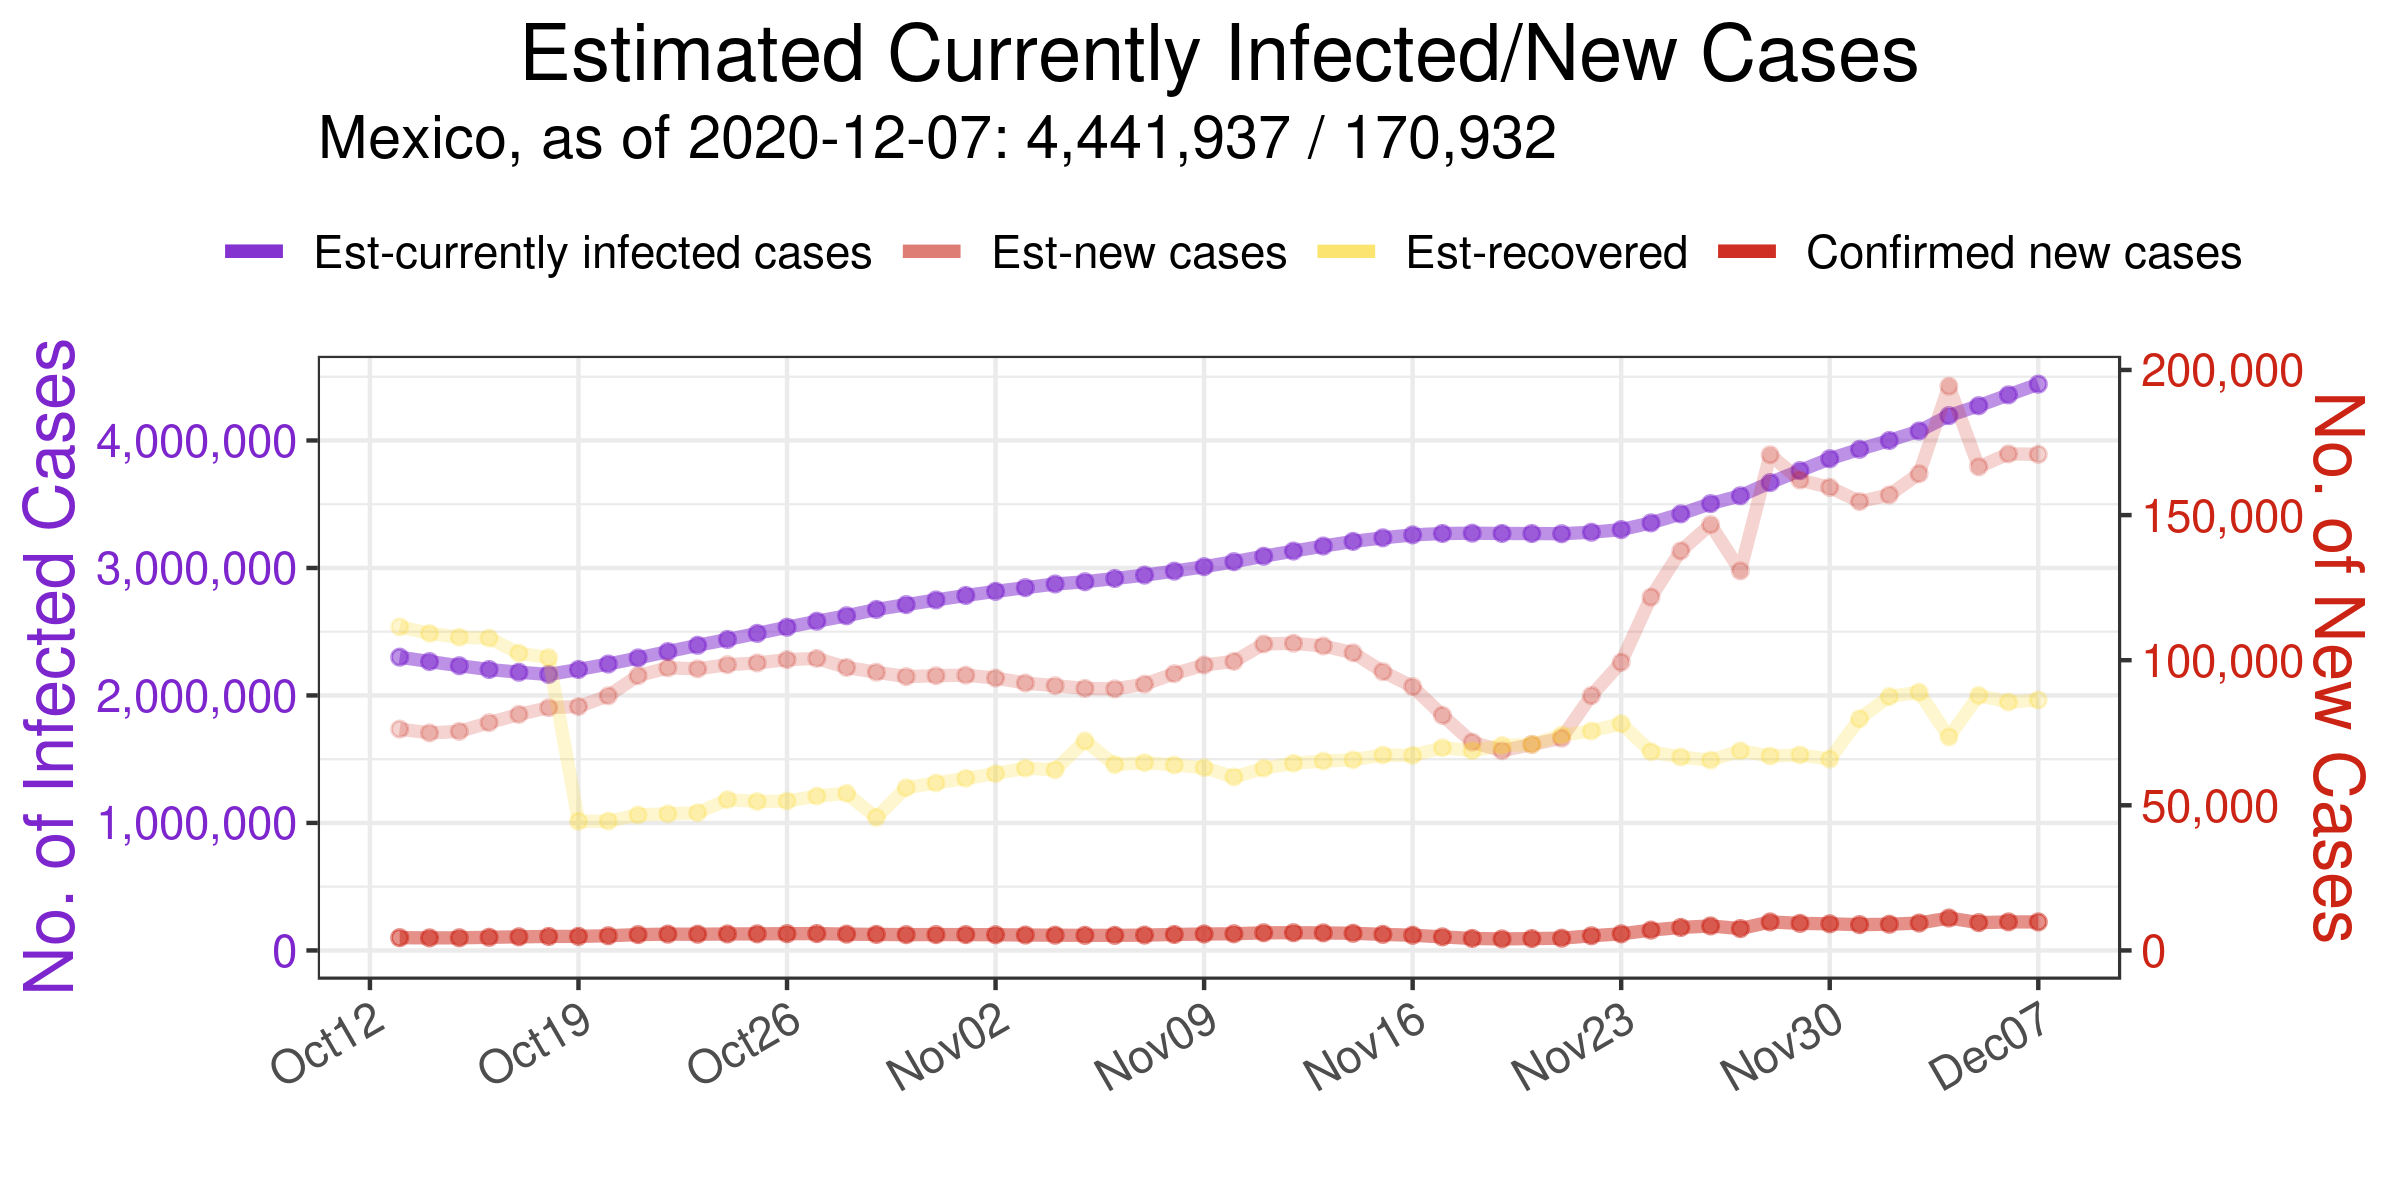 Estimated Currently Infected/New Cases
Mexico, as of 2020-12-07: 4,441,937 / 170,932
Est-currently infected cases
Est-new cases
Est-recovered
Confirmed new cases
No. of Infected Cases
4,000,000
3,000,000
2,000,000
1,000,000
0
200,000
150,000
100,000
50,000
0
No. of New Cases
Oct12
Oct19
Oct26
Nov02
Nov09
Nov16
Nov23
Nov30
Dec07